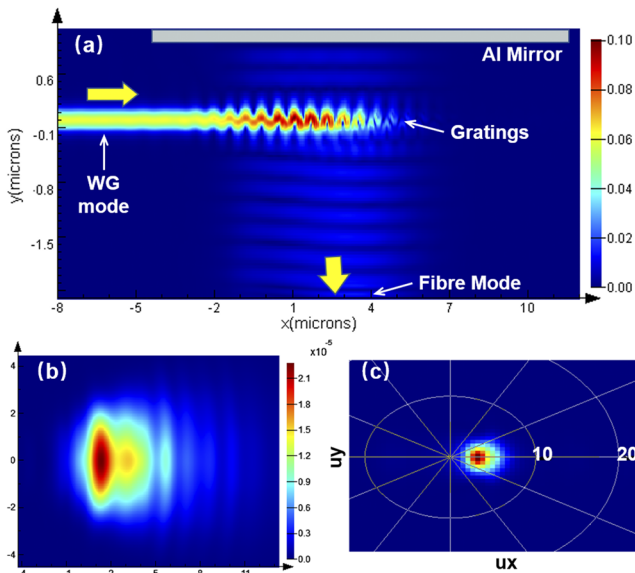 (a)
Al Mirror
0.10
0.08
0.06
0.04
0.02
0.00
0.6
-0.1
-0.8
-1.5
y(microns)
WG
mode
Gratings
Fibre Mode
-8 -5 -2 1 4 7 10
x(microns)
(b)
4
2
0
-2
-4
x10⁻⁵
2.1
1.8
1.5
1.2
0.9
0.6
0.3
0.0
(c)
10
20
uy
ux